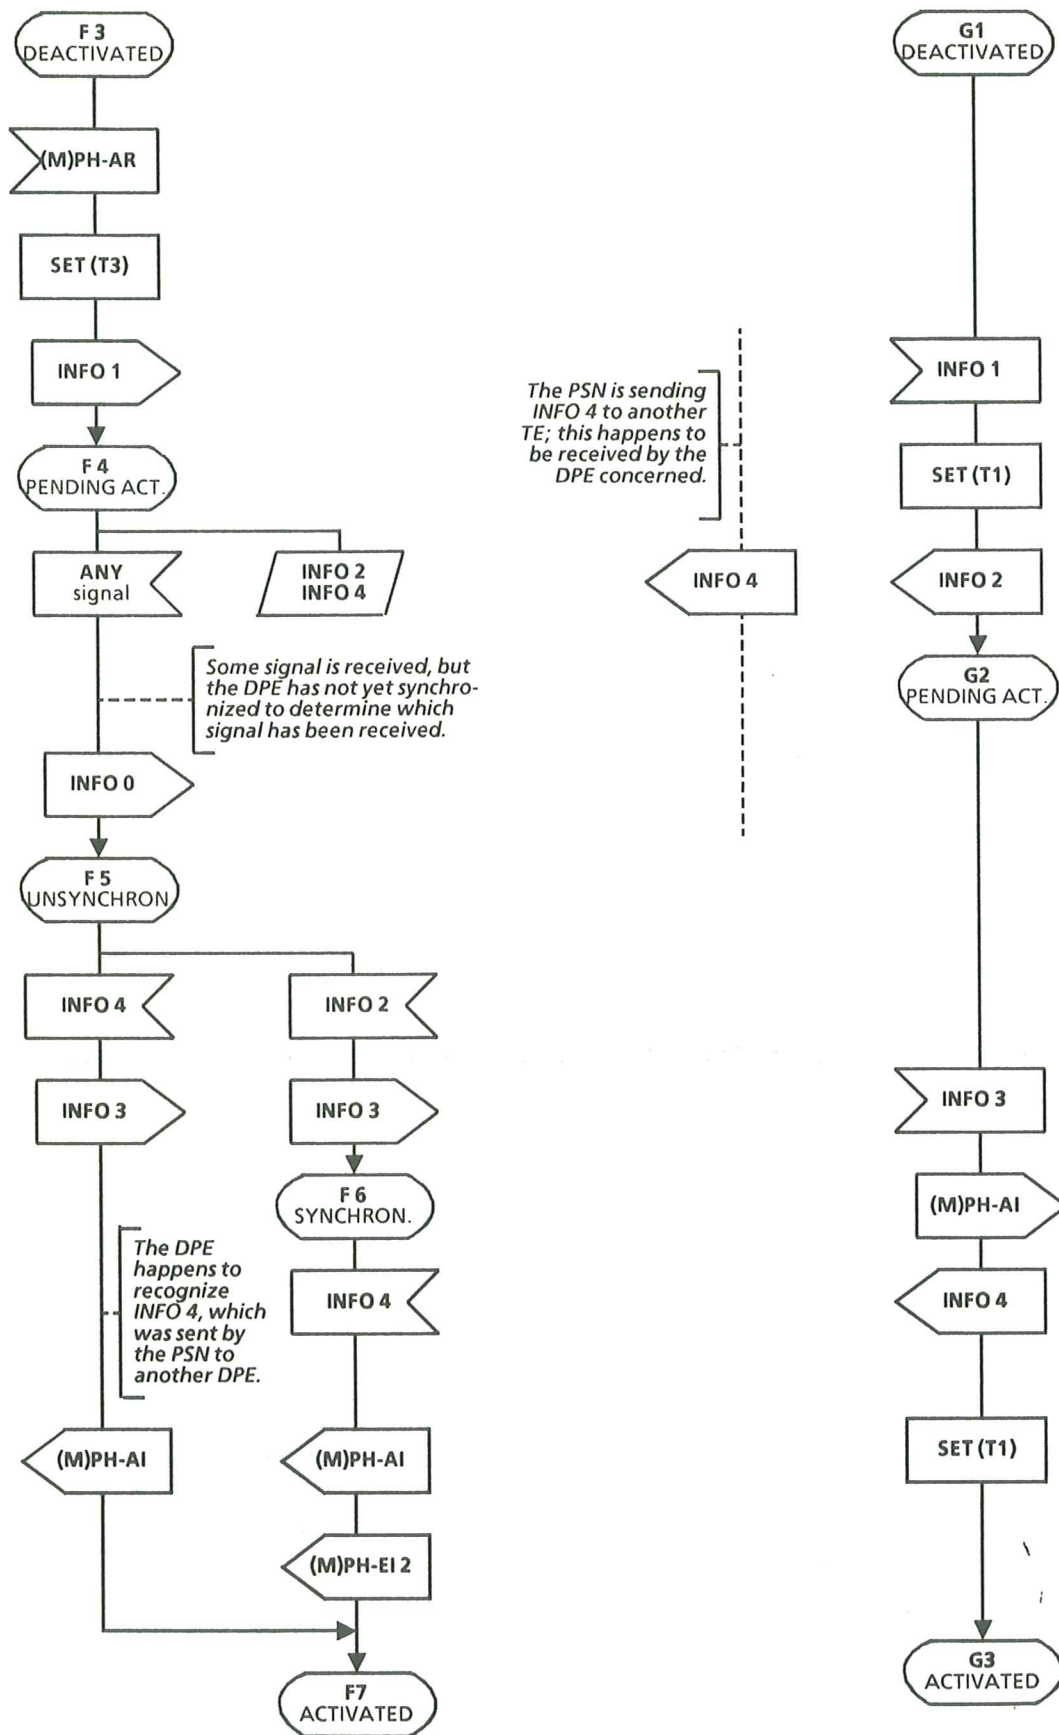 F 3
DEACTIVATED
(M)PH-AR
SET (T3)
INFO 1
F 4
PENDING ACT.
ANY
signal
INFO 2
INFO 4
Some signal is received, but
the DPE has not yet synchro-
nized to determine which
signal has been received.
INFO 0
F 5
UNSYNCHRON
INFO 4
INFO 2
INFO 3
INFO 3
F 6
SYNCHRON.
The DPE
happens to
recognize
INFO 4, which
was sent by
the PSN to
another DPE.
INFO 4
(M)PH-AI
(M)PH-AI
(M)PH-EI 2
F7
ACTIVATED
The PSN is sending
INFO 4 to another
TE; this happens to
be received by the
DPE concerned.
INFO 4
G1
DEACTIVATED
INFO 1
SET (T1)
INFO 2
G2
PENDING ACT.
INFO 3
(M)PH-AI
INFO 4
SET (T1)
G3
ACTIVATED